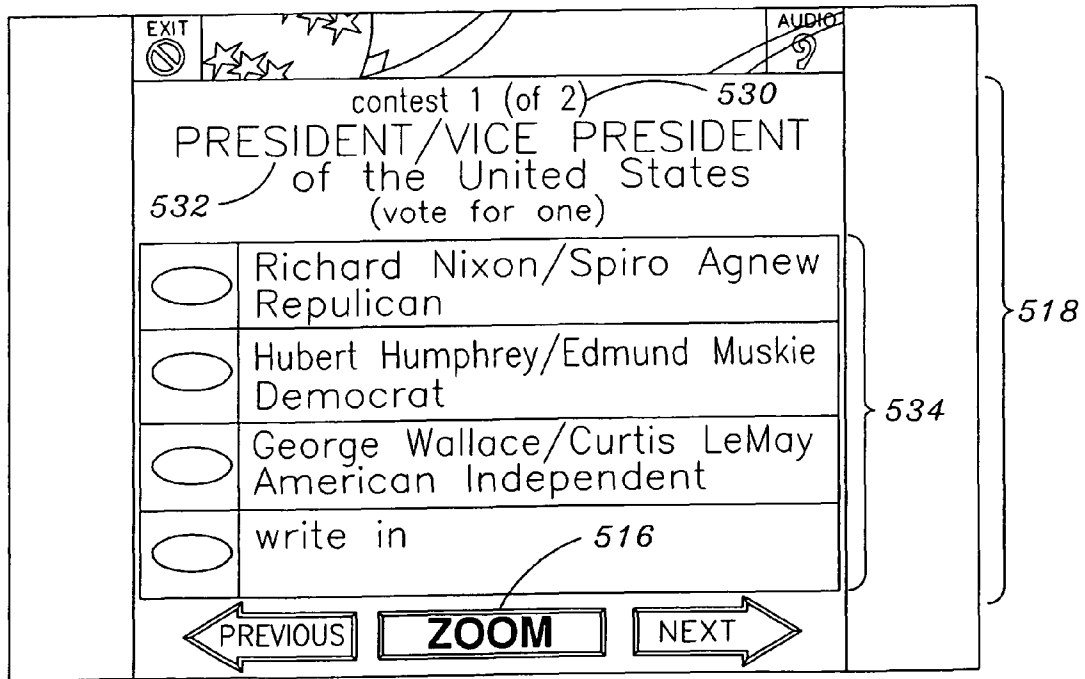 EXIT
AUDIO
contest 1 (of 2)
530
PRESIDENT/VICE PRESIDENT
of the United States
532
(vote for one)
Richard Nixon/Spiro Agnew
Repulican
518
Hubert Humphrey/Edmund Muskie
Democrat
534
George Wallace/Curtis LeMay
American Independent
write in
516
PREVIOUS
ZOOM
NEXT